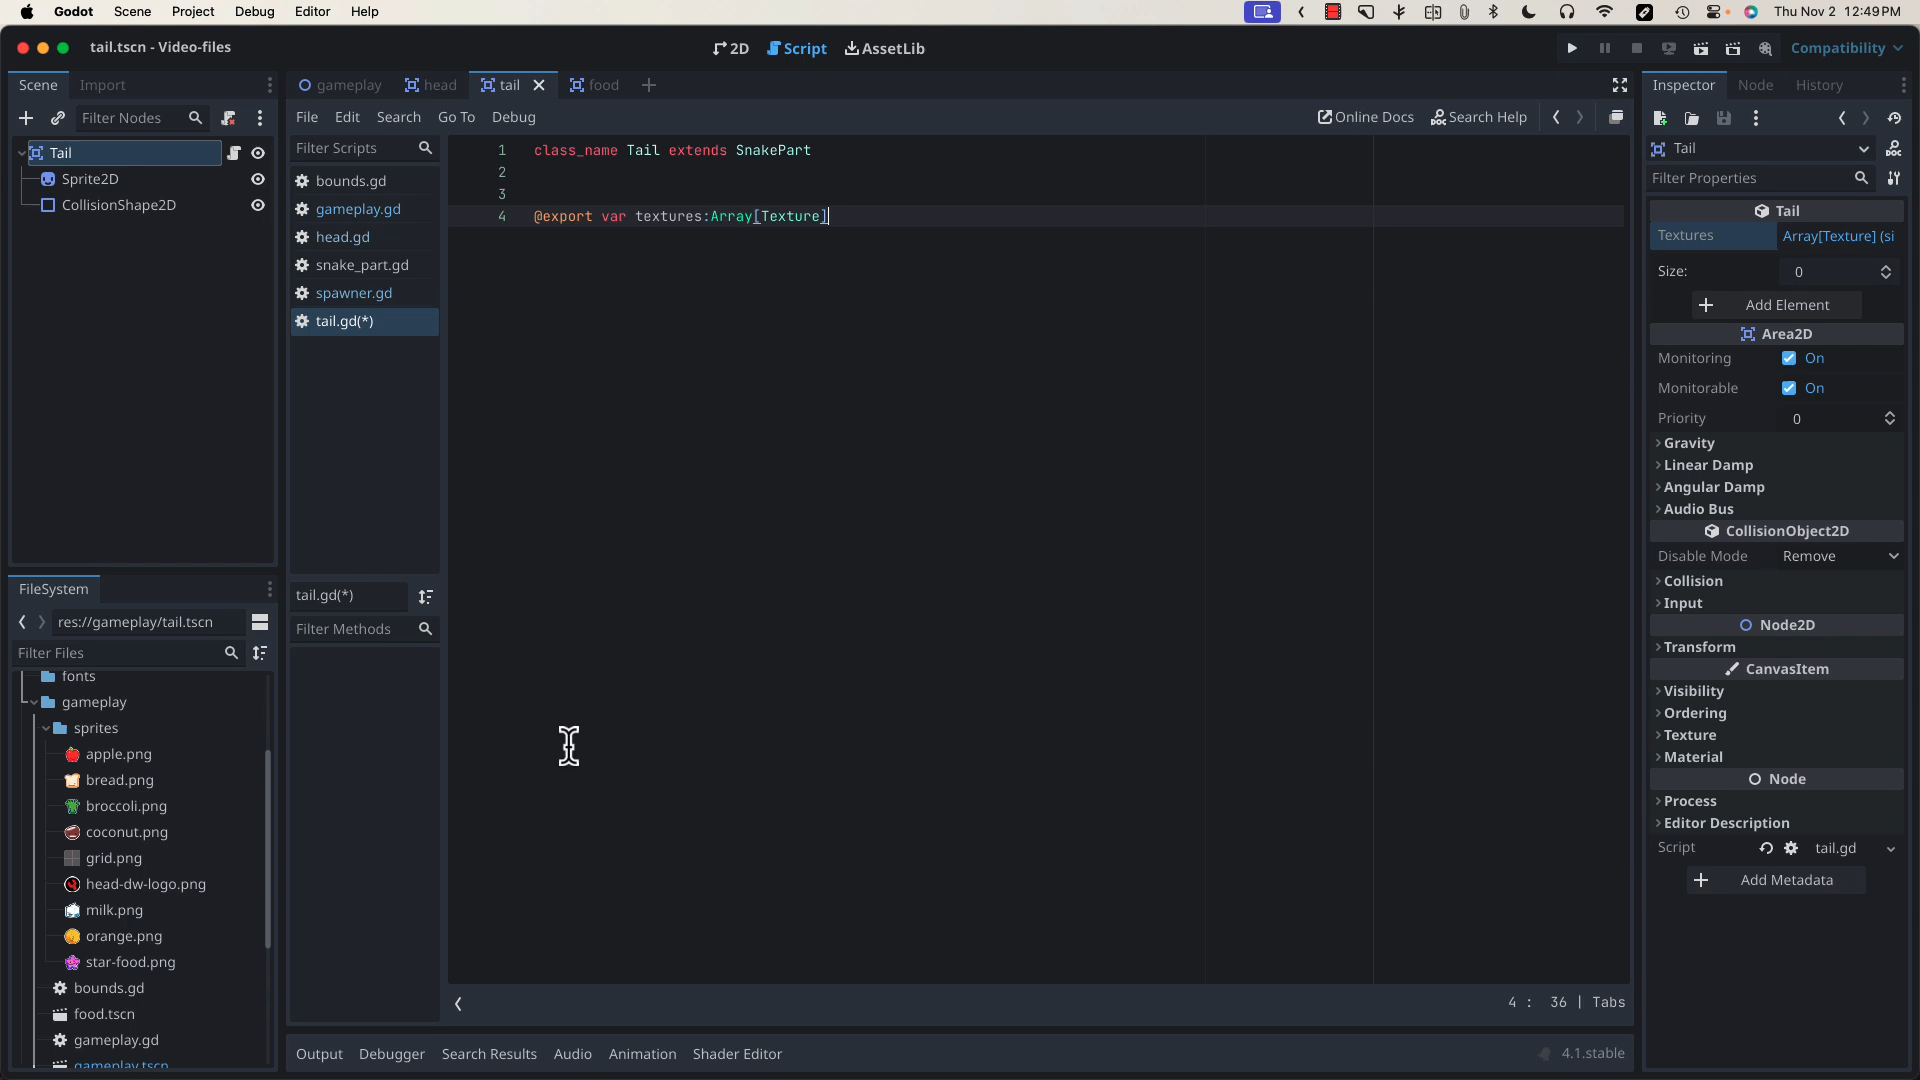 Godot Scene Project Debug Editor Help
Thu Nov 2 12:49 PM
tail.tscn - Video-files
2D Script AssetLib
Compatibility
Scene Import
gameplay head tail food
Inspector Node History
Filter Nodes
File Edit Search Go To Debug
Online Docs Search Help
Tail
Sprite2D
CollisionShape2D
Filter Scripts
bounds.gd
gameplay.gd
head.gd
snake_part.gd
spawner.gd
tail.gd(*)
tail.gd(*)
Filter Methods
1 class_name Tail extends SnakePart
2
3
4 @export var textures:Array[Texture]
4 : 36 | Tabs
FileSystem
res://gameplay/tail.tscn
Filter Files
fonts
gameplay
sprites
apple.png
bread.png
broccoli.png
coconut.png
grid.png
head-dw-logo.png
milk.png
orange.png
star-food.png
bounds.gd
food.tscn
gameplay.gd
gameplay.tscn
Output Debugger Search Results Audio Animation Shader Editor
4.1.stable
Tail
Filter Properties
Tail
Textures Array[Texture] (si
Size: 0
Add Element
Area2D
Monitoring On
Monitorable On
Priority 0
Gravity
Linear Damp
Angular Damp
Audio Bus
CollisionObject2D
Disable Mode Remove
Collision
Input
Node2D
Transform
CanvasItem
Visibility
Ordering
Texture
Material
Node
Process
Editor Description
Script tail.gd
Add Metadata